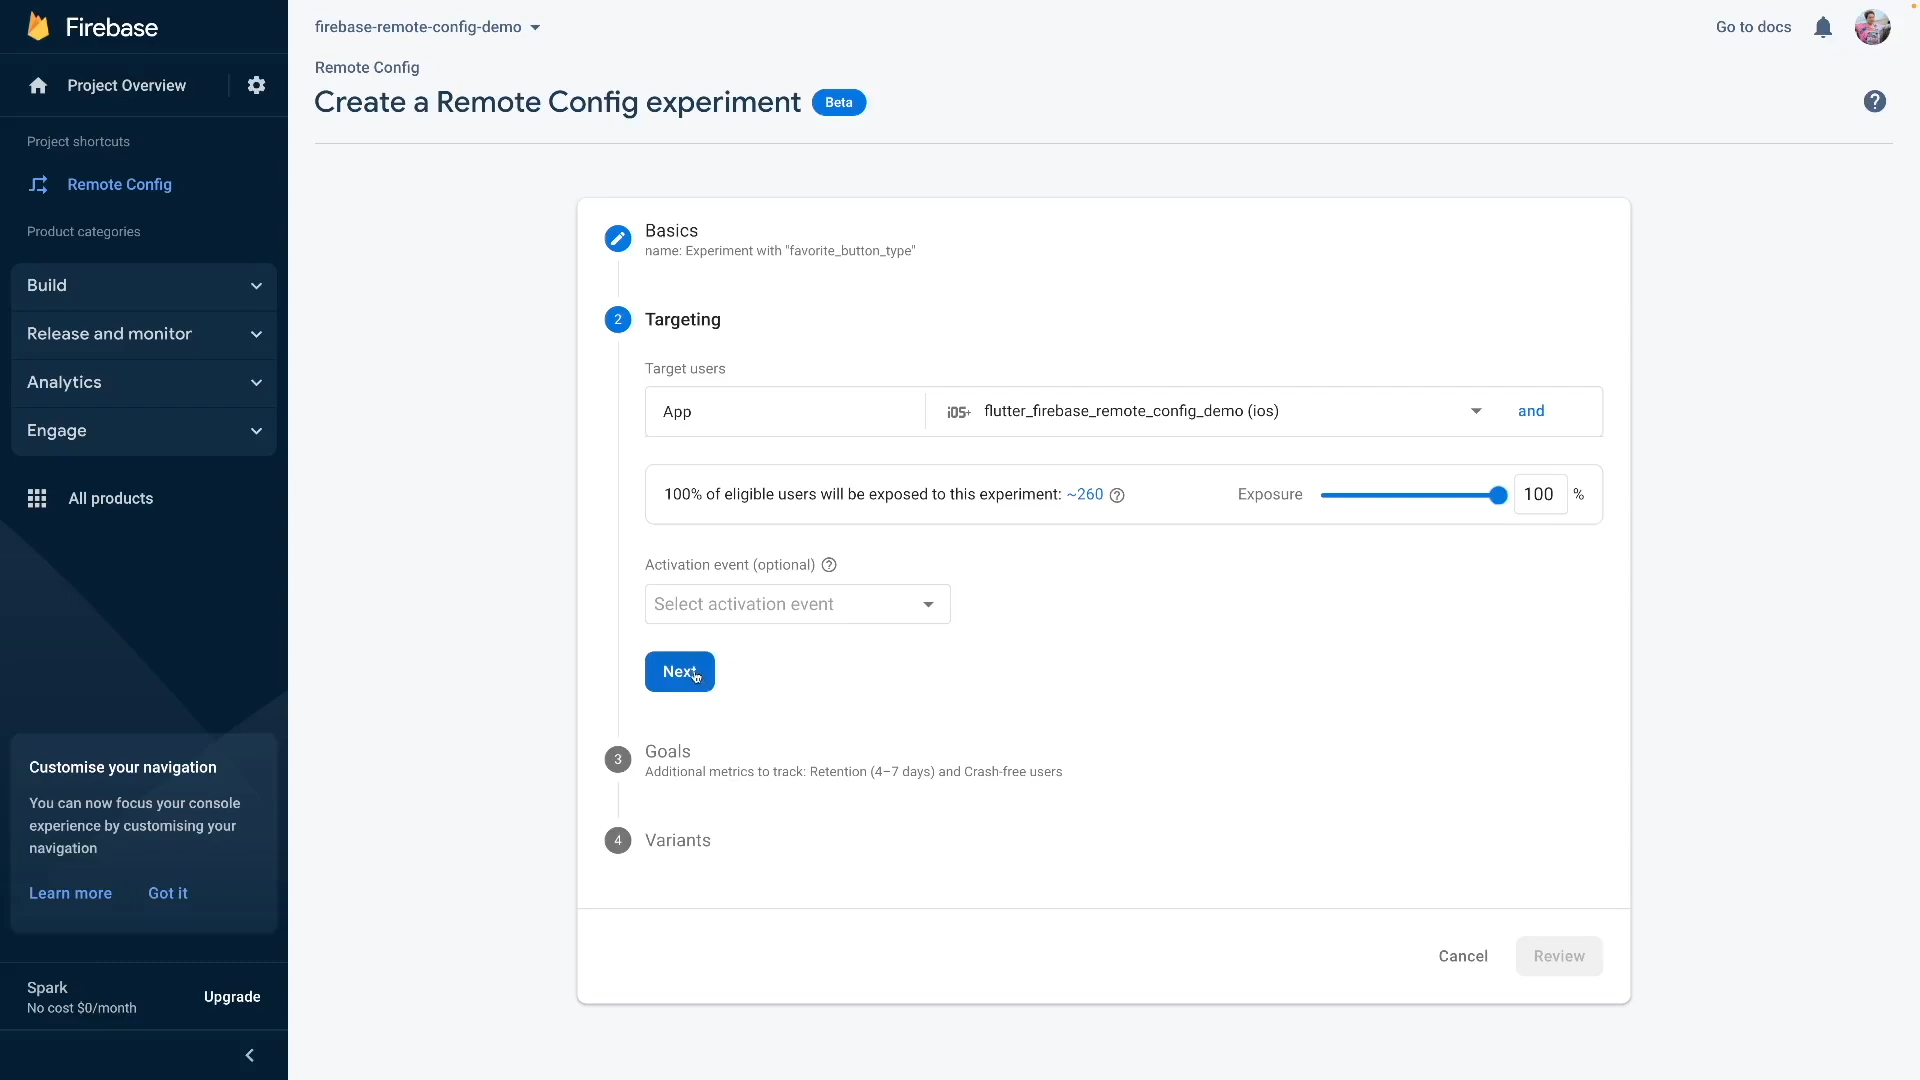 Firebase
Project Overview
Project shortcuts
Remote Config
Product categories
Build
Release and monitor
Analytics
Engage
All products
Customise your navigation
You can now focus your console
experience by customising your
navigation
Learn more Got it
Spark
No cost $0/month
Upgrade
firebase-remote-config-demo
Go to docs
Remote Config
Create a Remote Config experiment Beta
Basics
name: Experiment with "favorite_button_type"
2 Targeting
Target users
App iOS+ flutter_firebase_remote_config_demo (ios) and
100% of eligible users will be exposed to this experiment: ~260 ? Exposure 100 %
Activation event (optional) ?
Select activation event
Next
3 Goals
Additional metrics to track: Retention (4–7 days) and Crash-free users
4 Variants
Cancel Review